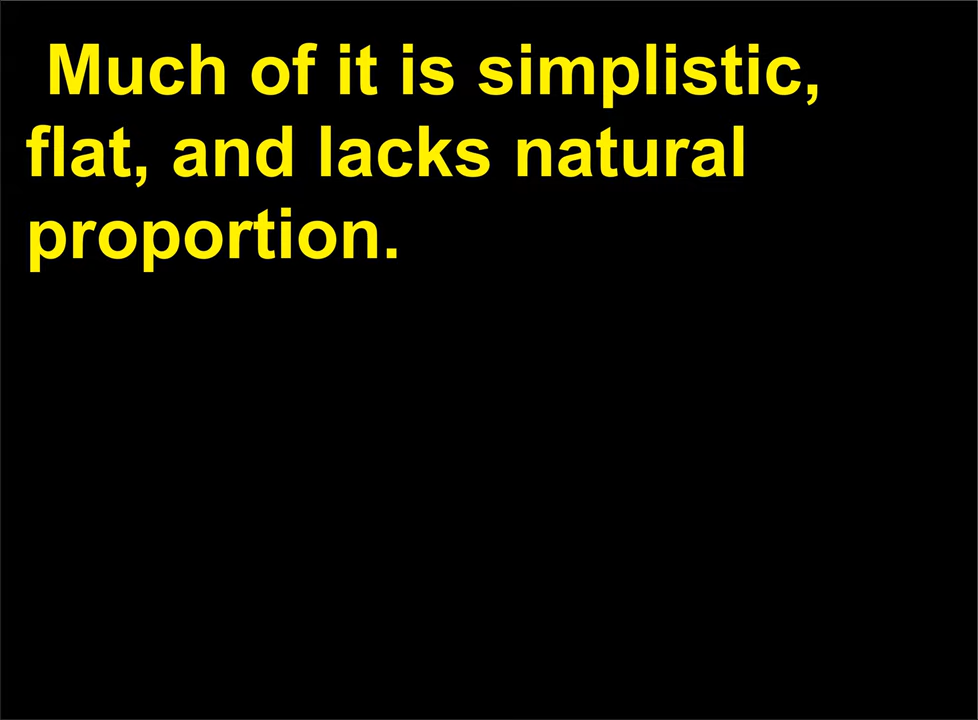 Much of it is simplistic,
flat, and lacks natural
proportion.